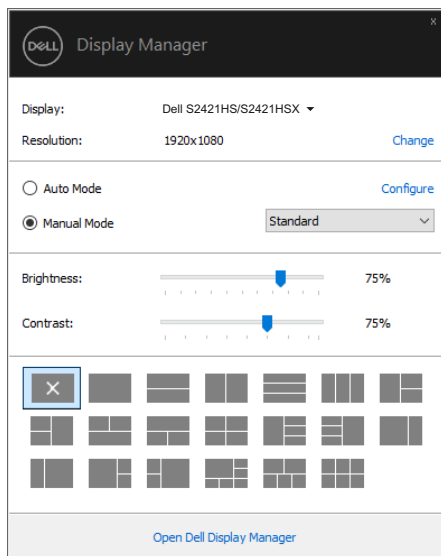 x
DELL Display Manager
Display: Dell S2421HS/S2421HSX
Resolution: 1920x1080 Change
Auto Mode Configure
Manual Mode Standard
Brightness: 75%
Contrast: 75%
Open Dell Display Manager